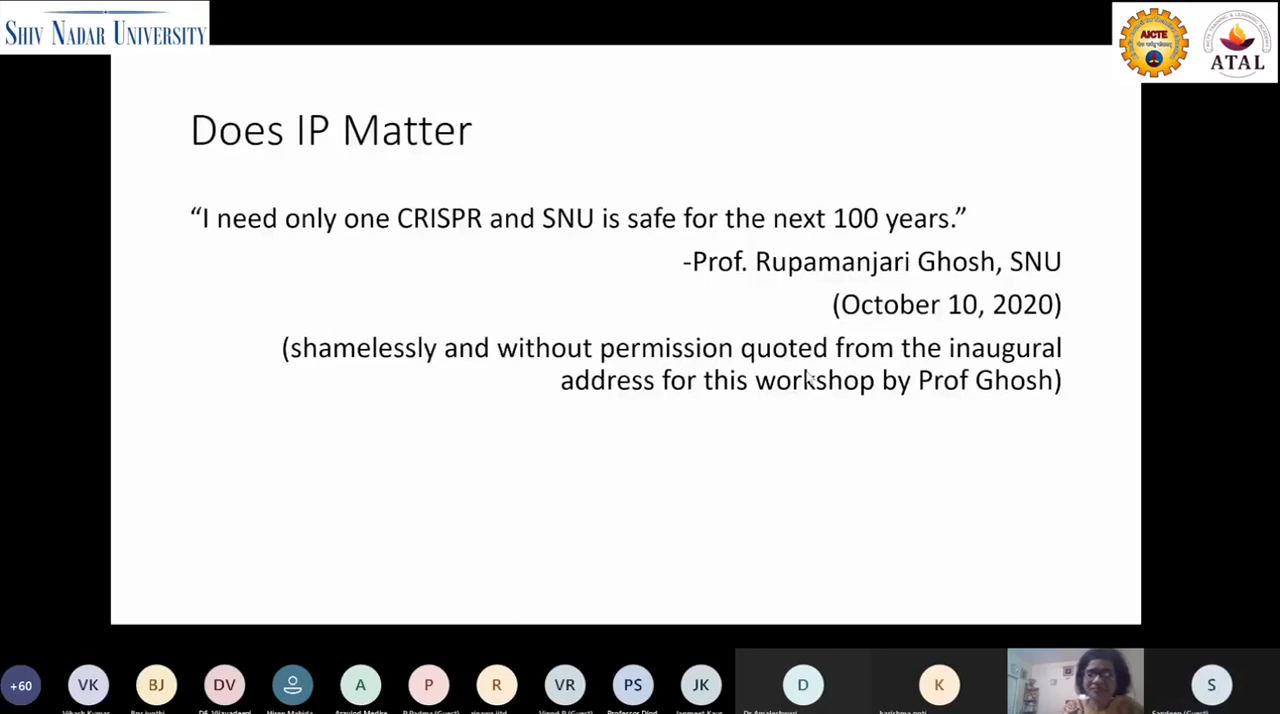 SHIV NADAR UNIVERSITY
AICTE
ATAL
Does IP Matter
“I need only one CRISPR and SNU is safe for the next 100 years.”
-Prof. Rupamanjari Ghosh, SNU
(October 10, 2020)
(shamelessly and without permission quoted from the inaugural
address for this workshop by Prof Ghosh)
+60
VK
BJ
DV
A
P
R
VR
PS
JK
D
K
S